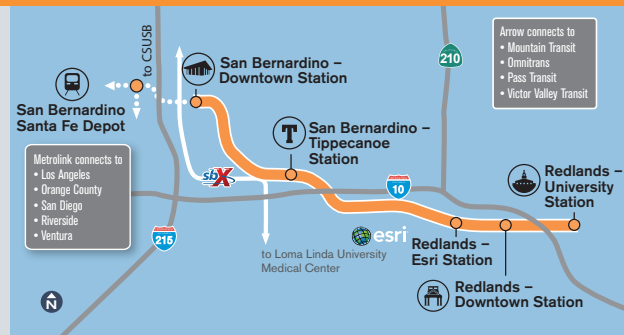 to CSUSB
San Bernardino –
Downtown Station
210
Arrow connects to
• Mountain Transit
• Omnitrans
• Pass Transit
• Victor Valley Transit
San Bernardino
Santa Fe Depot
T
San Bernardino –
Tippecanoe
Station
Metrolink connects to
• Los Angeles
• Orange County
• San Diego
• Riverside
• Ventura
sbX
10
Redlands –
University
Station
215
esri
to Loma Linda University
Medical Center
Redlands –
Esri Station
Redlands –
Downtown Station
N